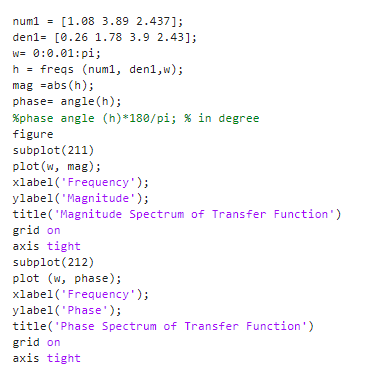 num1 = [1.08 3.89 2.437];
den1= [0.26 1.78 3.9 2.43];
w= 0:0.01:pi;
h = freqs (num1, den1,w);
mag =abs(h);
phase= angle(h);
%phase angle (h)*180/pi; % in degree
figure
subplot(211)
plot(w, mag);
xlabel('Frequency');
ylabel('Magnitude');
title('Magnitude Spectrum of Transfer Function')
grid on
axis tight
subplot(212)
plot (w, phase);
xlabel('Frequency');
ylabel('Phase');
title('Phase Spectrum of Transfer Function')
grid on
axis tight